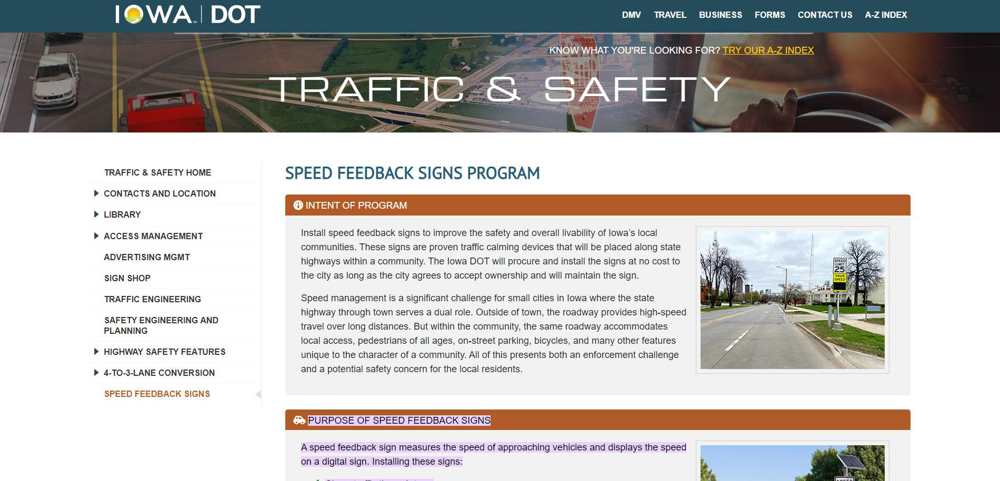 IOWA™ | DOT
DMV TRAVEL BUSINESS FORMS CONTACT US A-Z INDEX
KNOW WHAT YOU'RE LOOKING FOR? TRY OUR A-Z INDEX
TRAFFIC & SAFETY
TRAFFIC & SAFETY HOME
CONTACTS AND LOCATION
LIBRARY
ACCESS MANAGEMENT
ADVERTISING MGMT
SIGN SHOP
TRAFFIC ENGINEERING
SAFETY ENGINEERING AND
PLANNING
HIGHWAY SAFETY FEATURES
4-TO-3-LANE CONVERSION
SPEED FEEDBACK SIGNS
SPEED FEEDBACK SIGNS PROGRAM
INTENT OF PROGRAM
Install speed feedback signs to improve the safety and overall livability of Iowa’s local
communities. These signs are proven traffic calming devices that will be placed along state
highways within a community. The Iowa DOT will procure and install the signs at no cost to
the city as long as the city agrees to accept ownership and will maintain the sign.
Speed management is a significant challenge for small cities in Iowa where the state
highway through town serves a dual role. Outside of town, the roadway provides high-speed
travel over long distances. But within the community, the same roadway accommodates
local access, pedestrians of all ages, on-street parking, bicycles, and many other features
unique to the character of a community. All of this presents both an enforcement challenge
and a potential safety concern for the local residents.
SPEED
LIMIT
25
YOUR
SPEED
PURPOSE OF SPEED FEEDBACK SIGNS
A speed feedback sign measures the speed of approaching vehicles and displays the speed
on a digital sign. Installing these signs:
SPEED